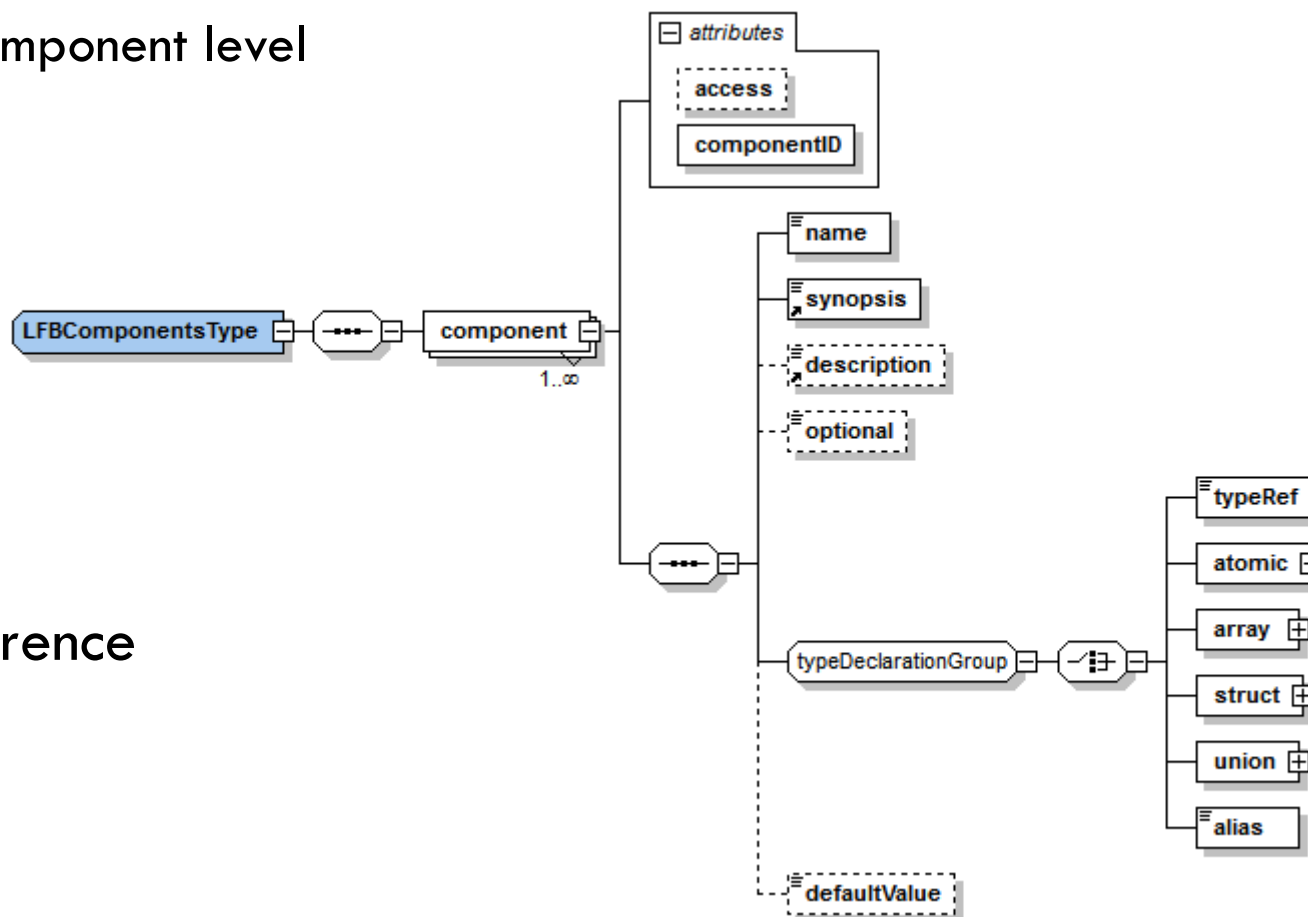 mponent level
attributes
access
componentID
name
synopsis
LFBComponentsType
component
1..∞
description
optional
typeRef
atomic
array
rence
typeDeclarationGroup
struct
union
alias
defaultValue